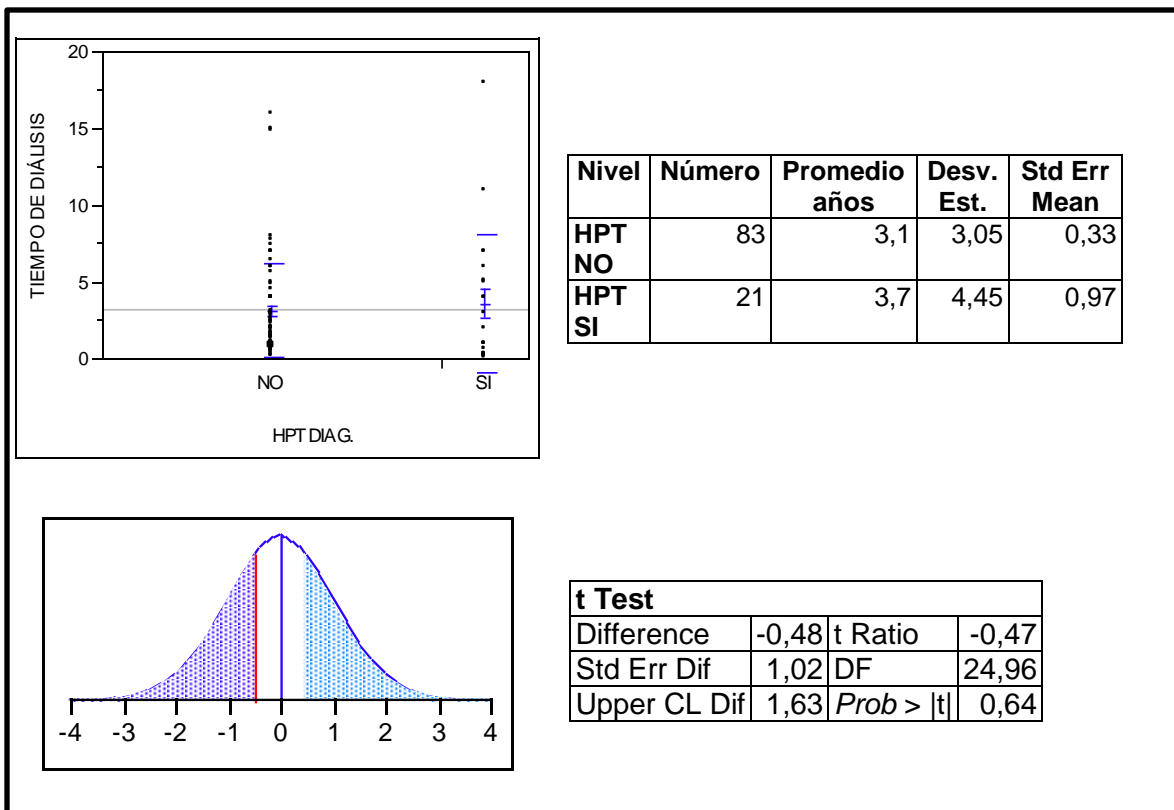 20
15
10
5
0
TIEMPO DE DIÁLISIS
NO
SI
HPT DIAG.
Nivel Número Promedio años Desv. Est. Std Err Mean
HPT NO 83 3,1 3,05 0,33
HPT SI 21 3,7 4,45 0,97
-4 -3 -2 -1 0 1 2 3 4
t Test
Difference -0,48 t Ratio -0,47
Std Err Dif 1,02 DF 24,96
Upper CL Dif 1,63 Prob > |t| 0,64